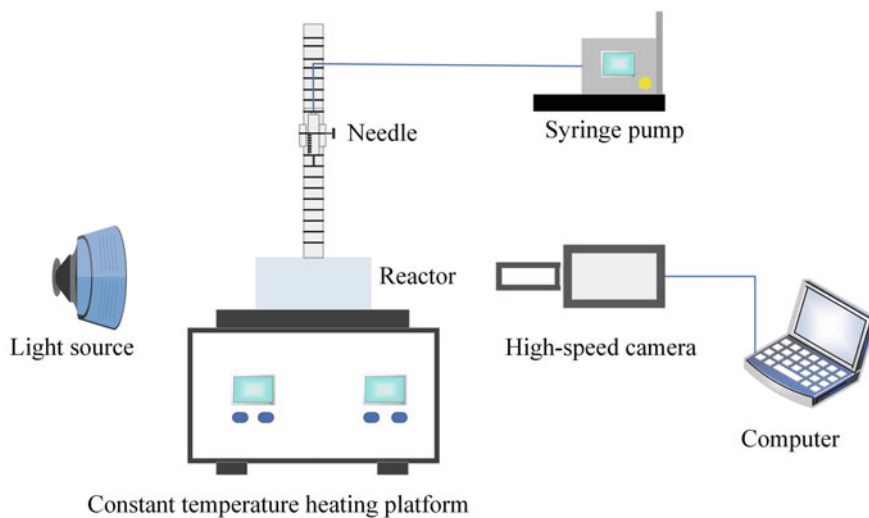 Needle
Syringe pump
Reactor
Light source
High-speed camera
Computer
Constant temperature heating platform